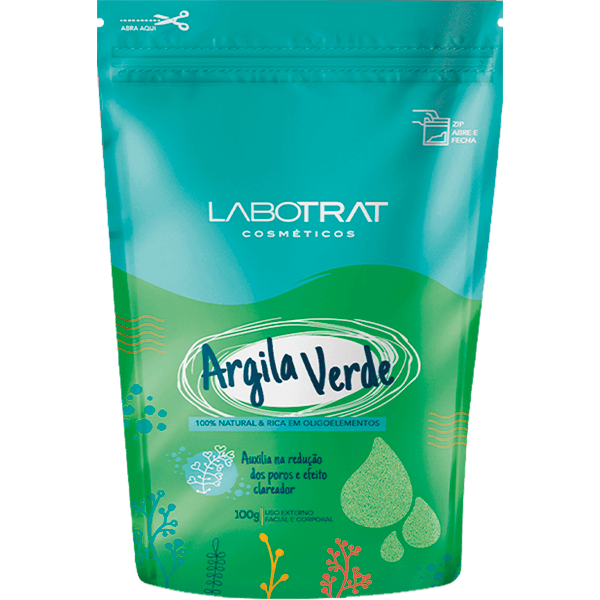 ABRA AQUI
ZIP
ABRE E
FECHA
LABOTRAT
COSMÉTICOS
Argila Verde
100% NATURAL & RICA EM OLIGOELEMENTOS
Auxilia na redução
dos poros e efeito
clareador
100g
USO EXTERNO
FACIAL E CORPORAL